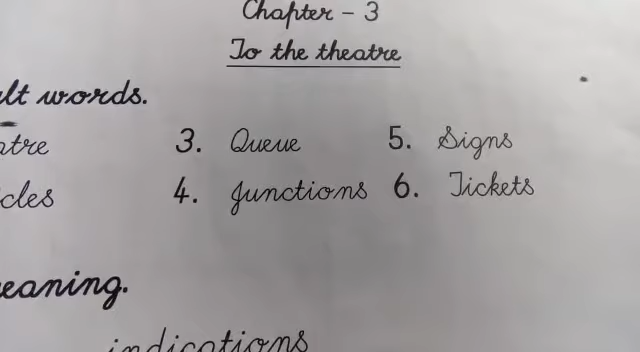 Chapter - 3
To the theatre
words.
3. Queue 5. Signs
4. Junctions 6. Tickets
indications